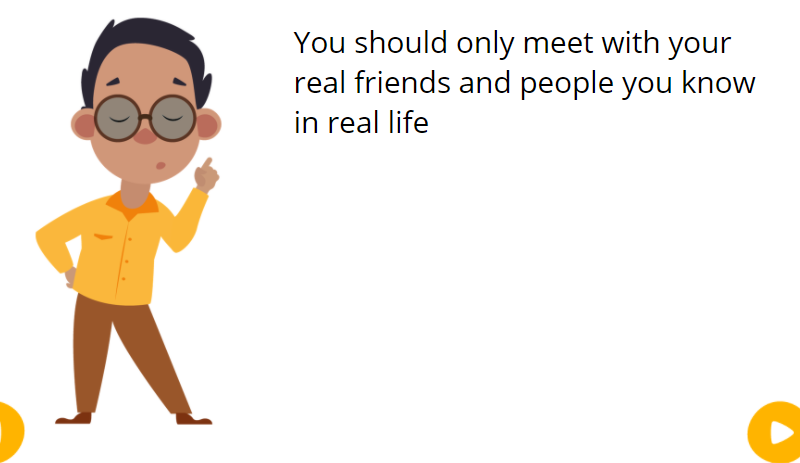 You should only meet with your
real friends and people you know
in real life